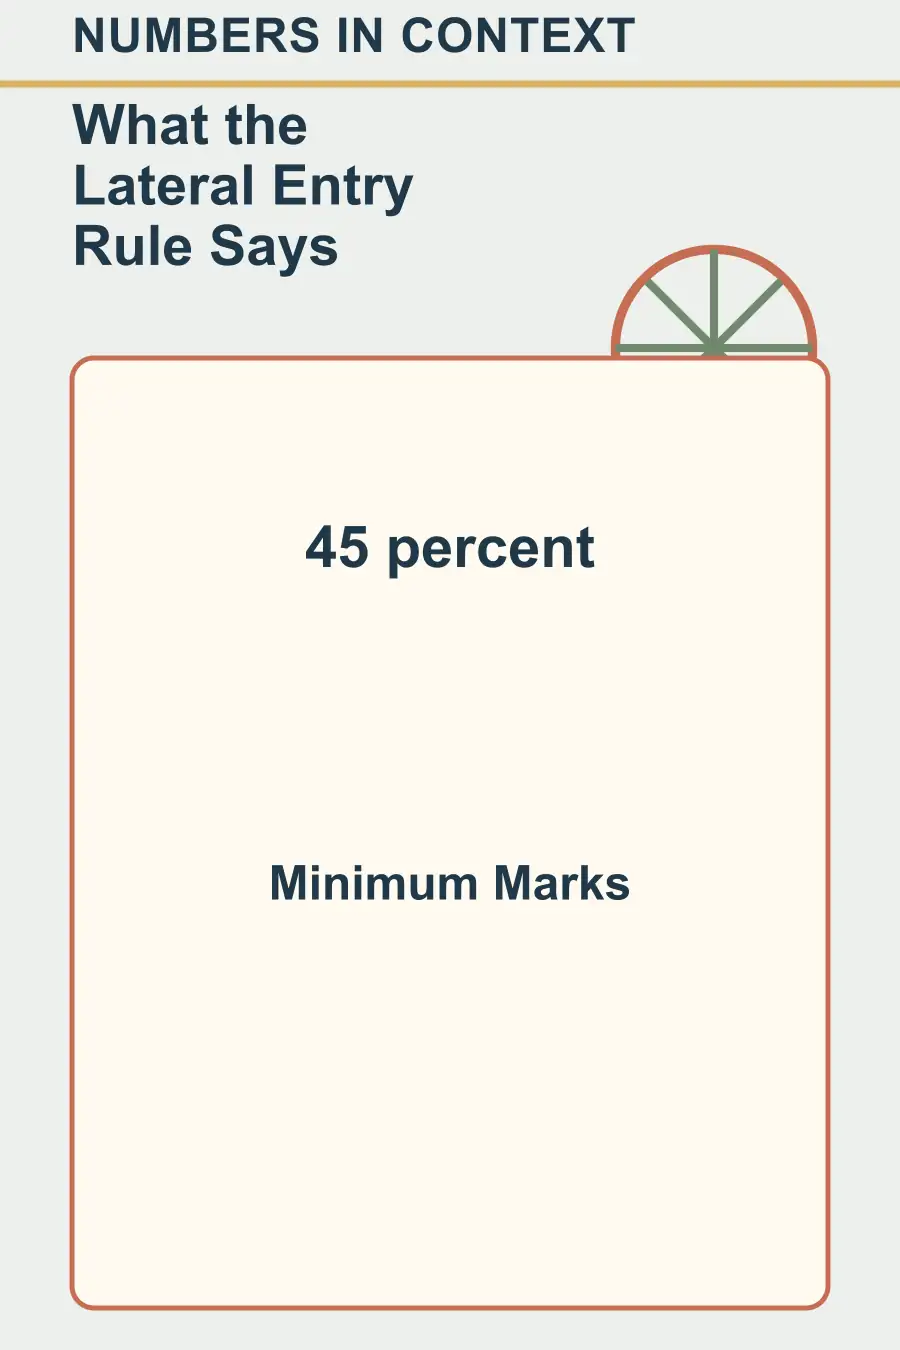 NUMBERS IN CONTEXT
What the
Lateral Entry
Rule Says
45 percent
Minimum Marks